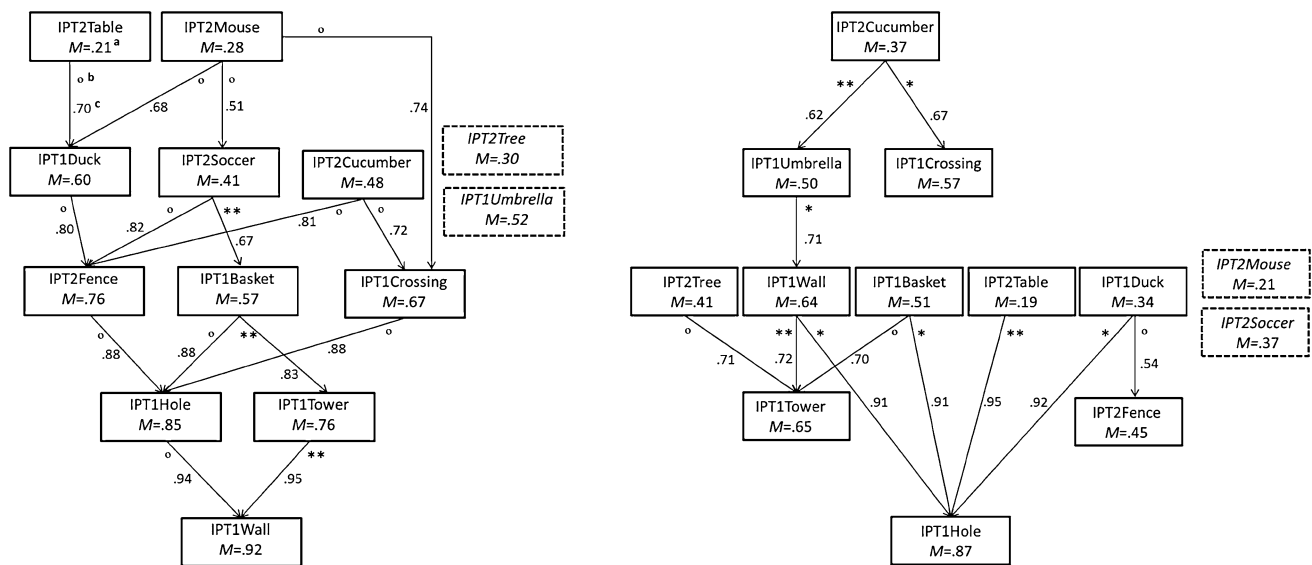 IPT2Table
M=.21 a
IPT2Mouse
M=.28
o
o b
o
o
.70 c
.68
.51
.74
IPT1Duck
M=.60
IPT2Soccer
M=.41
IPT2Cucumber
M=.48
IPT2Tree
M=.30
IPT1Umbrella
M=.52
o
o
**
o
o
.80
.82
.67
.81
.72
IPT2Fence
M=.76
IPT1Basket
M=.57
IPT1Crossing
M=.67
o
o
**
o
.88
.88
.83
.88
IPT1Hole
M=.85
IPT1Tower
M=.76
o
**
.94
.95
IPT1Wall
M=.92
IPT2Cucumber
M=.37
**
*
.62
.67
IPT1Umbrella
M=.50
IPT1Crossing
M=.57
*
.71
IPT2Tree
M=.41
IPT1Wall
M=.64
IPT1Basket
M=.51
IPT2Table
M=.19
IPT1Duck
M=.34
IPT2Mouse
M=.21
IPT2Soccer
M=.37
o
**
*
o
*
**
*
o
.71
.72
.70
.54
.91
.91
.95
.92
IPT1Tower
M=.65
IPT2Fence
M=.45
IPT1Hole
M=.87